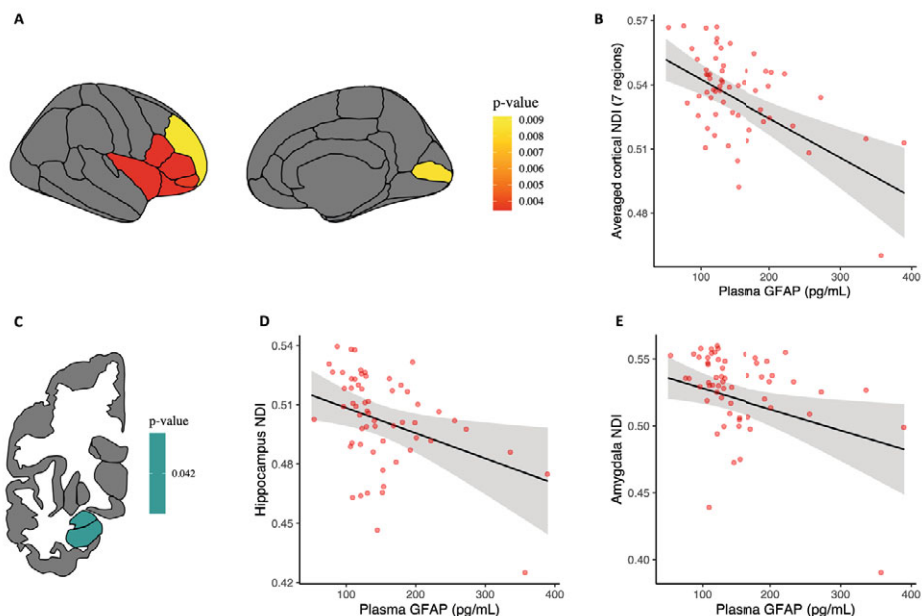 A
p-value
0.009
0.008
0.007
0.006
0.005
0.004
B
Averaged cortical NDI (7 regions)
0.57
0.54
0.51
0.48
100
200
300
400
Plasma GFAP (pg/mL)
C
p-value
0.042
D
Hippocampus NDI
0.54
0.51
0.48
0.45
0.42
100
200
300
400
Plasma GFAP (pg/mL)
E
Amygdala NDI
0.55
0.50
0.45
0.40
100
200
300
400
Plasma GFAP (pg/mL)